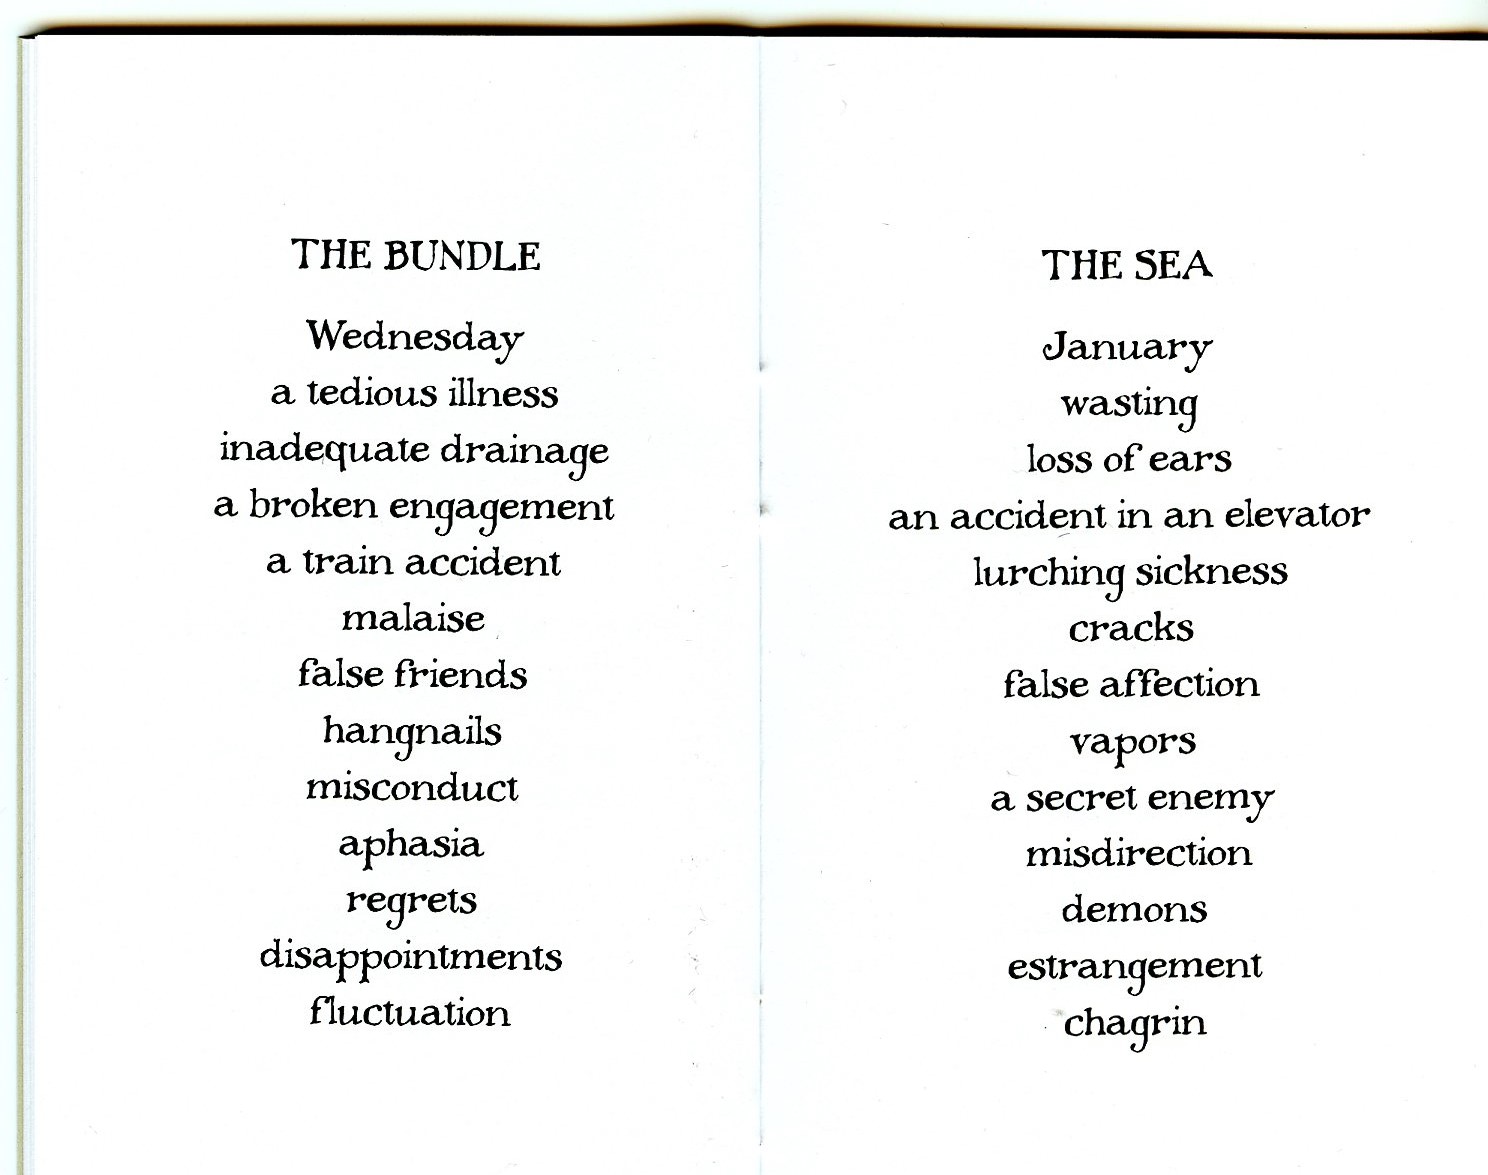 THE BUNDLE
Wednesday
a tedious illness
inadequate drainage
a broken engagement
a train accident
malaise
false friends
hangnails
misconduct
aphasia
regrets
disappointments
fluctuation
THE SEA
January
wasting
loss of ears
an accident in an elevator
lurching sickness
cracks
false affection
vapors
a secret enemy
misdirection
demons
estrangement
chagrin